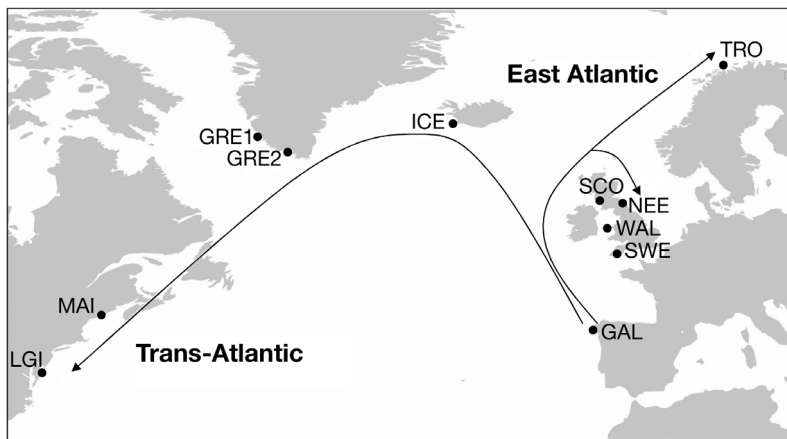 TRO
East Atlantic
ICE
GRE1
GRE2
SCO
NEE
WAL
SWE
MAI
GAL
Trans-Atlantic
LGI